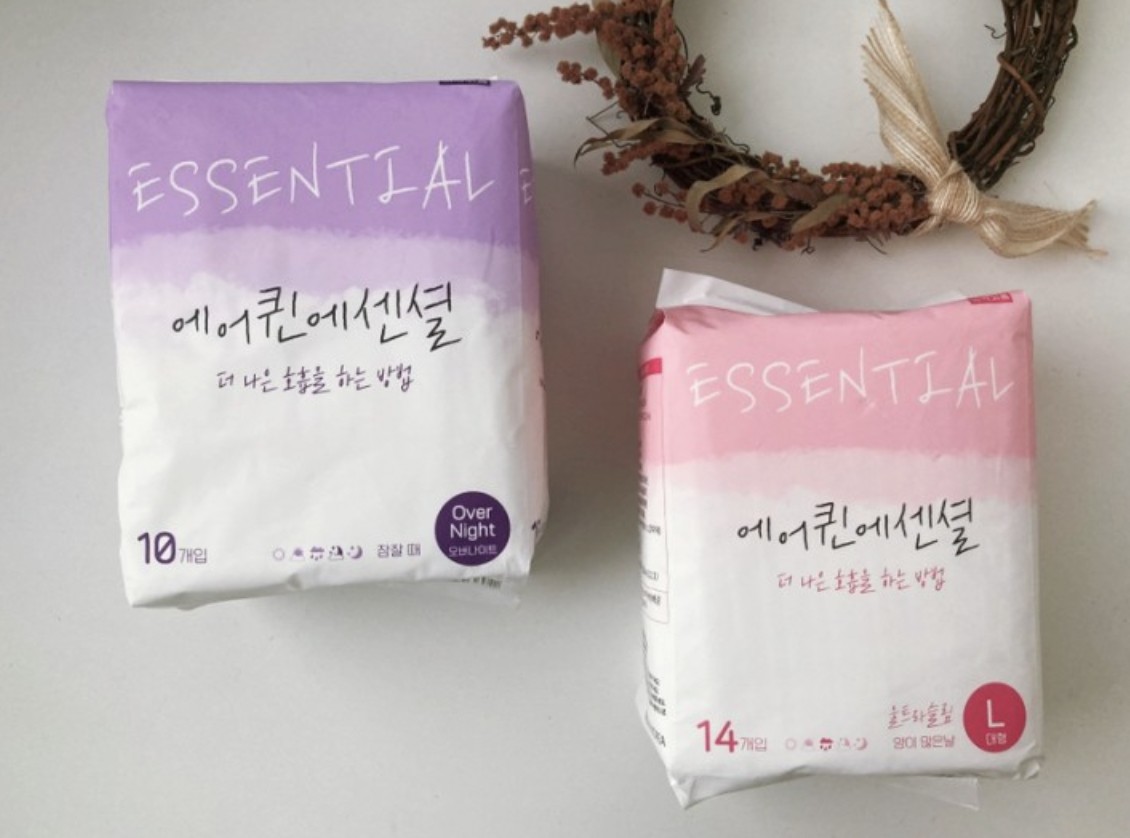 ESSENTIAL
에어퀸에센셜
더 나은 호흡을 하는 방법
Over
Night
오버나이트
10개입
잠잘 때
ESSENTIAL
에어퀸에센셜
더 나은 호흡을 하는 방법
울트라슬림
L
대형
14개입
양이 많은날